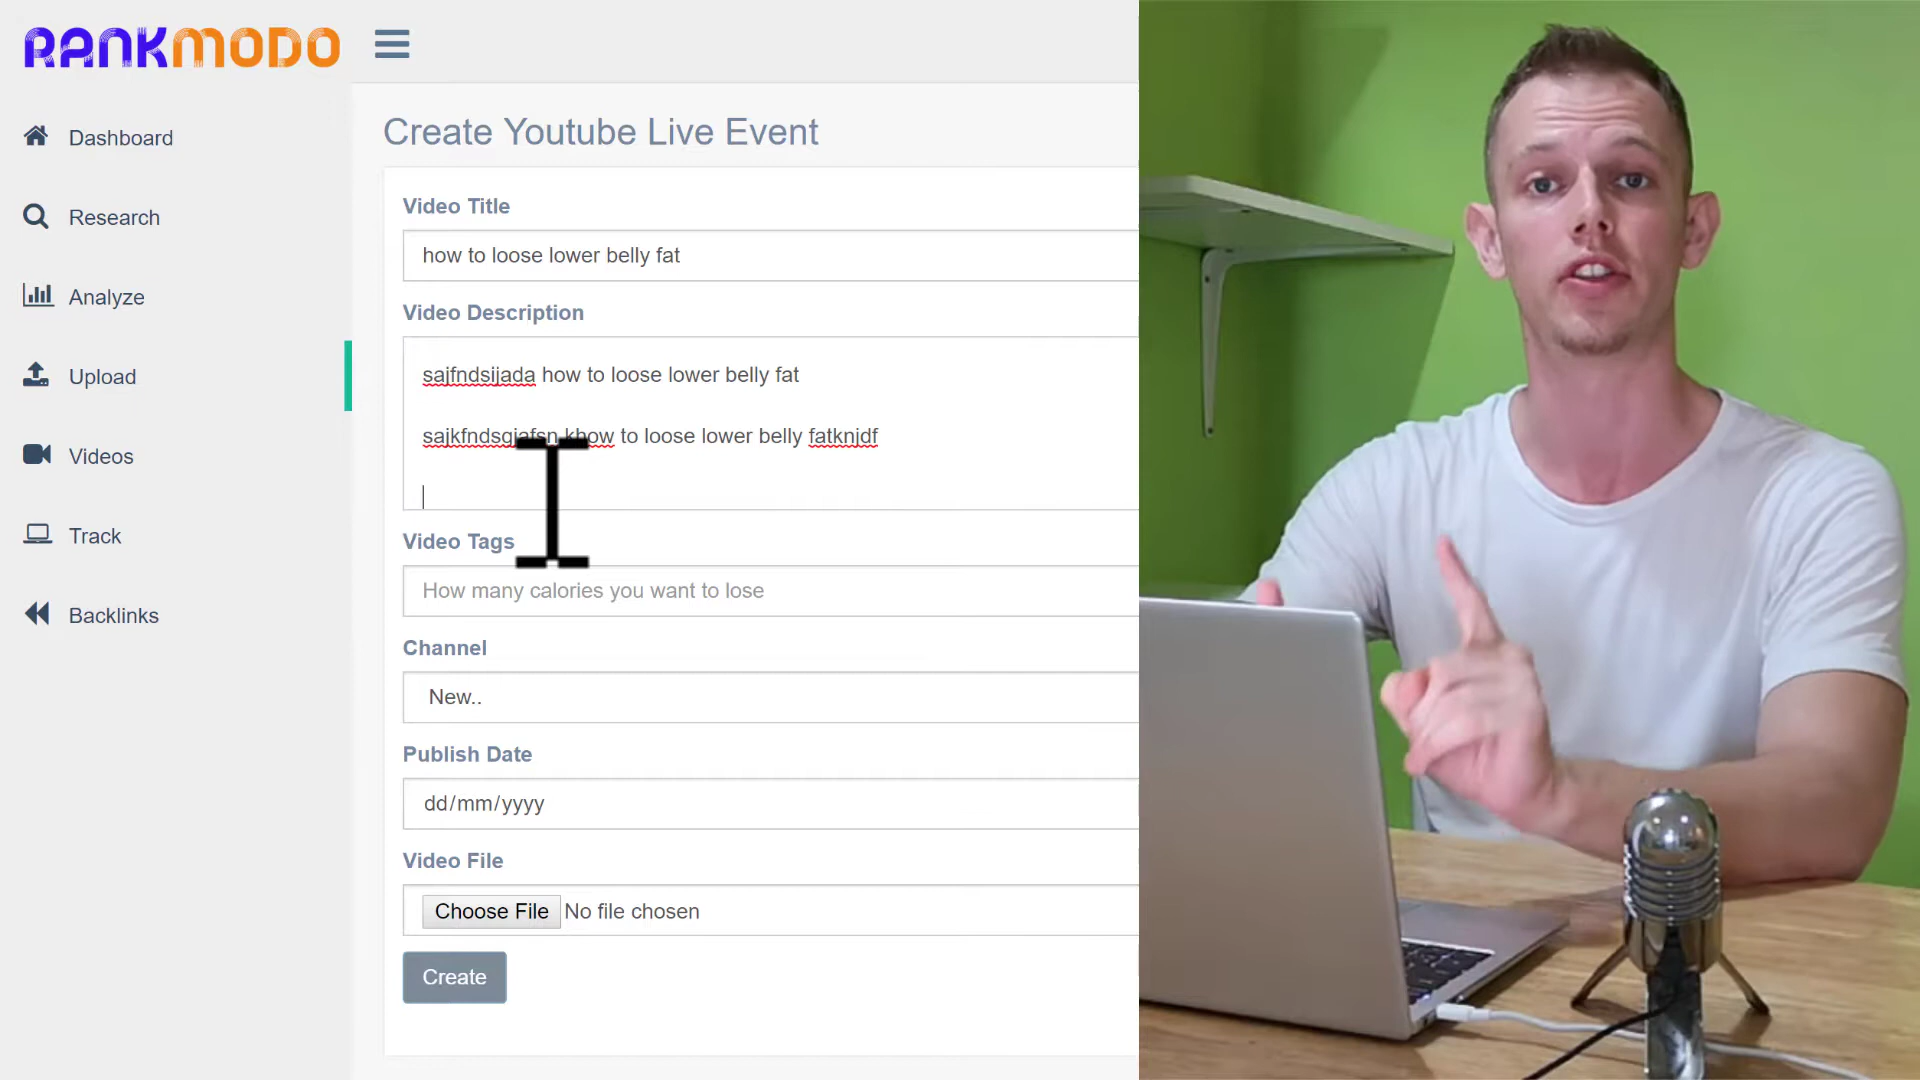 RANKMODO
Dashboard
Research
Analyze
Upload
Videos
Track
Backlinks
Create Youtube Live Event
Video Title
how to loose lower belly fat
Video Description
sajfndsijada how to loose lower belly fat
khow to loose lower belly fatknjdf
Video Tags
How many calories you want to lose
Channel
New..
Publish Date
dd/mm/yyyy
Video File
Choose File No file chosen
Create